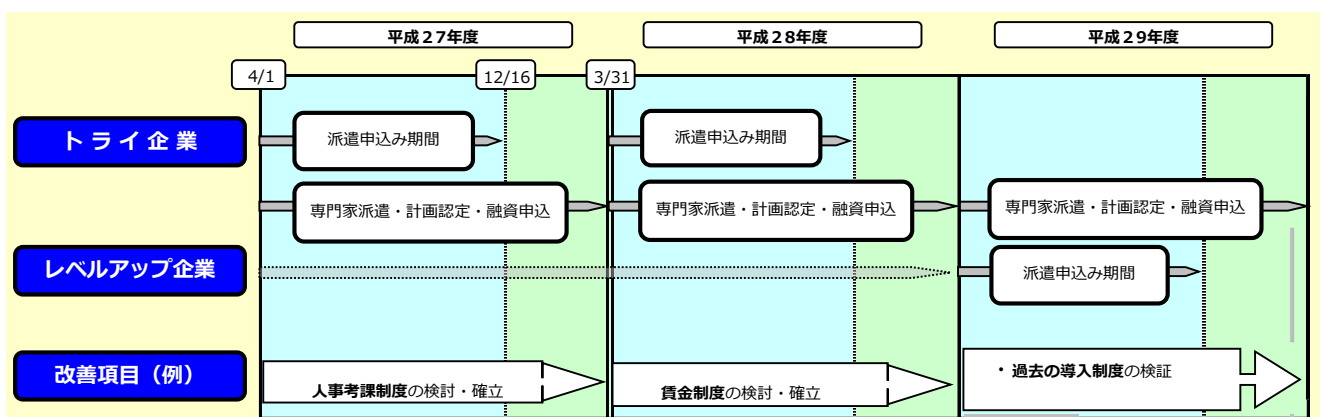 平成27年度
平成28年度
平成29年度
4/1
12/16
3/31
トライ企業
派遣申込み期間
派遣申込み期間
専門家派遣・計画認定・融資申込
専門家派遣・計画認定・融資申込
専門家派遣・計画認定・融資申込
レベルアップ企業
派遣申込み期間
改善項目（例）
人事考課制度の検討・確立
賃金制度の検討・確立
・過去の導入制度の検証